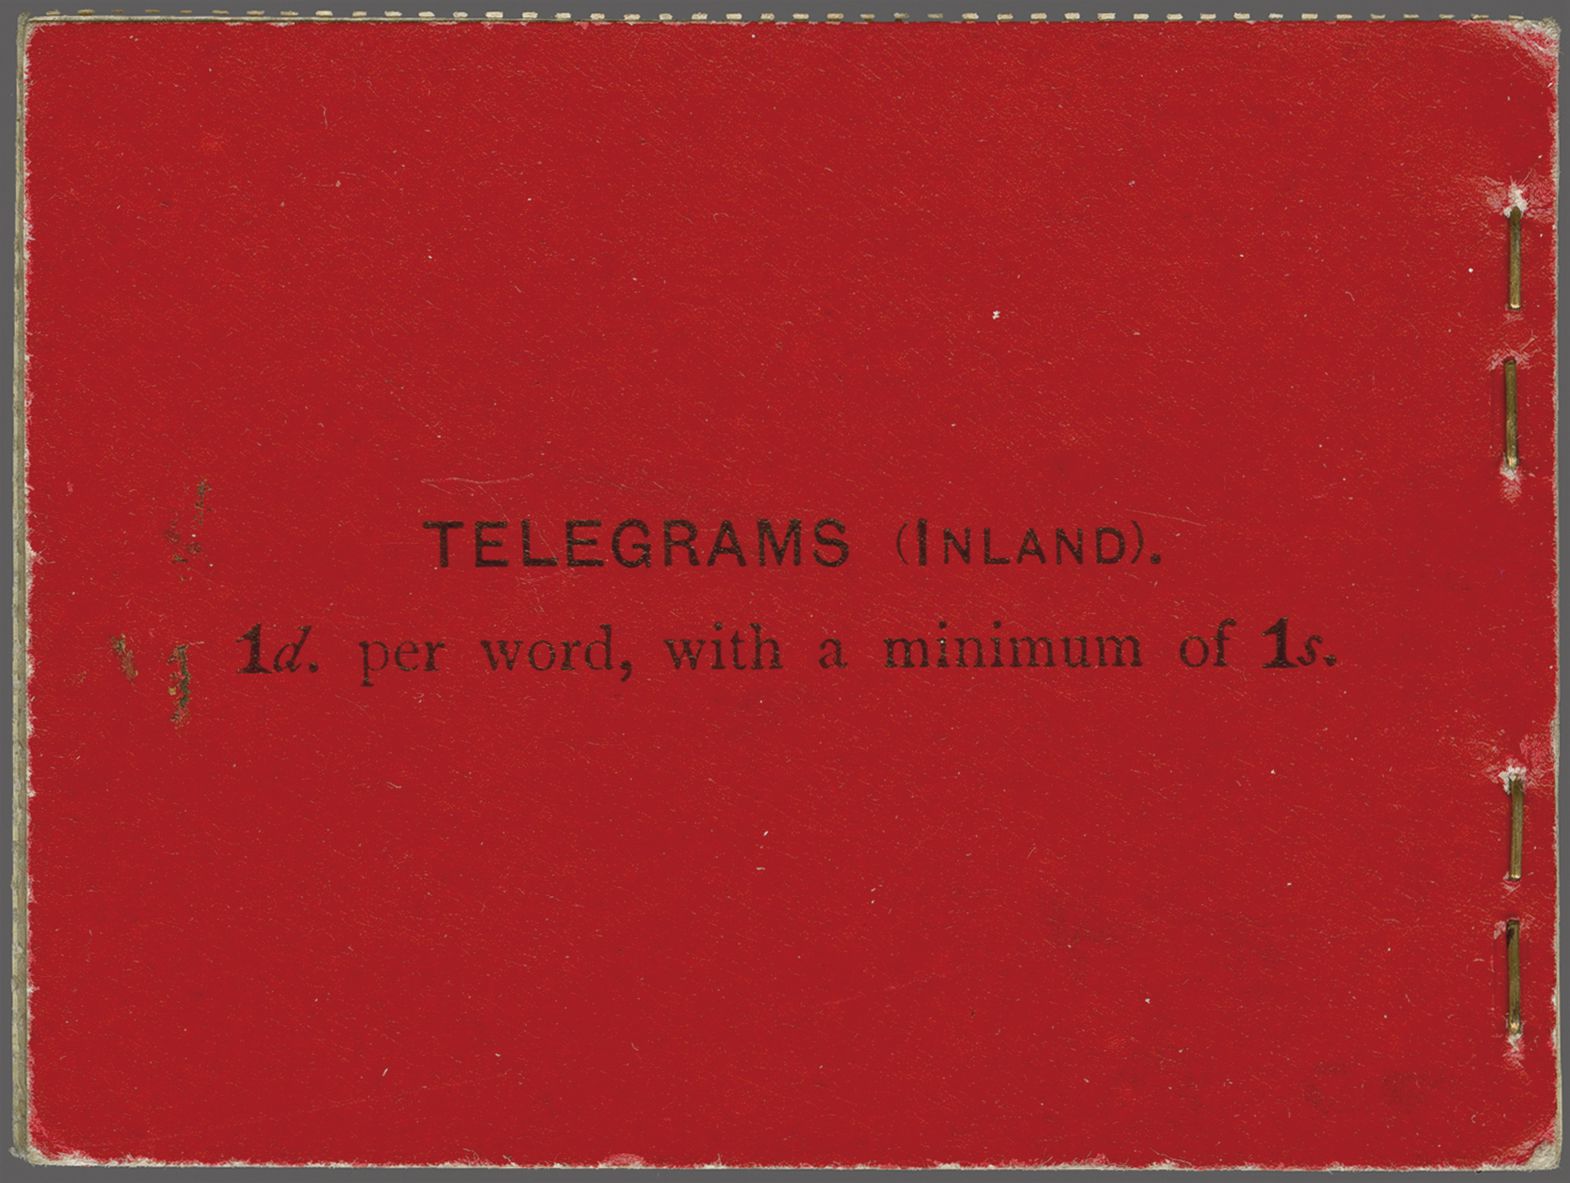 TELEGRAMS (INLAND).
1d. per word, with a minimum of 1s.